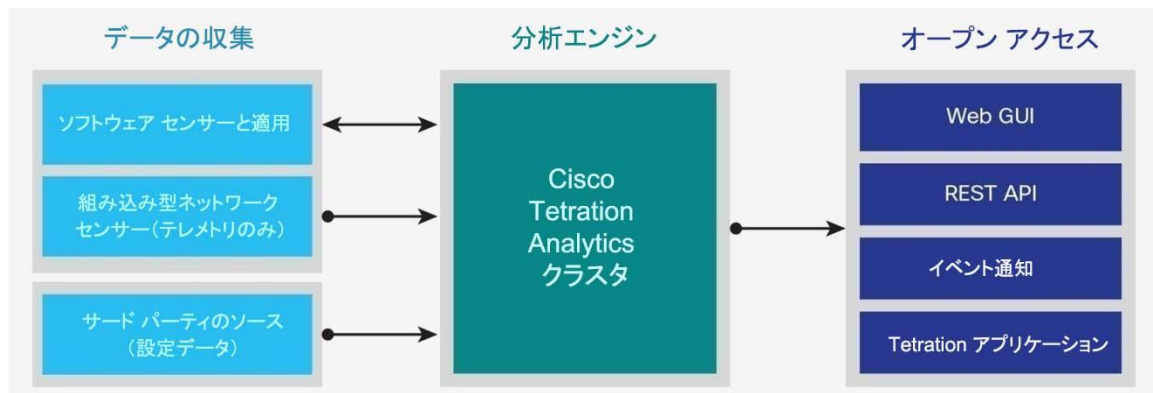 データの収集
分析エンジン
オープン アクセス
ソフトウェア センサーと適用
組み込み型ネットワーク
センサー(テレメトリのみ)
サード パーティのソース
(設定データ)
Cisco
Tetration
Analytics
クラスタ
Web GUI
REST API
イベント通知
Tetration アプリケーション